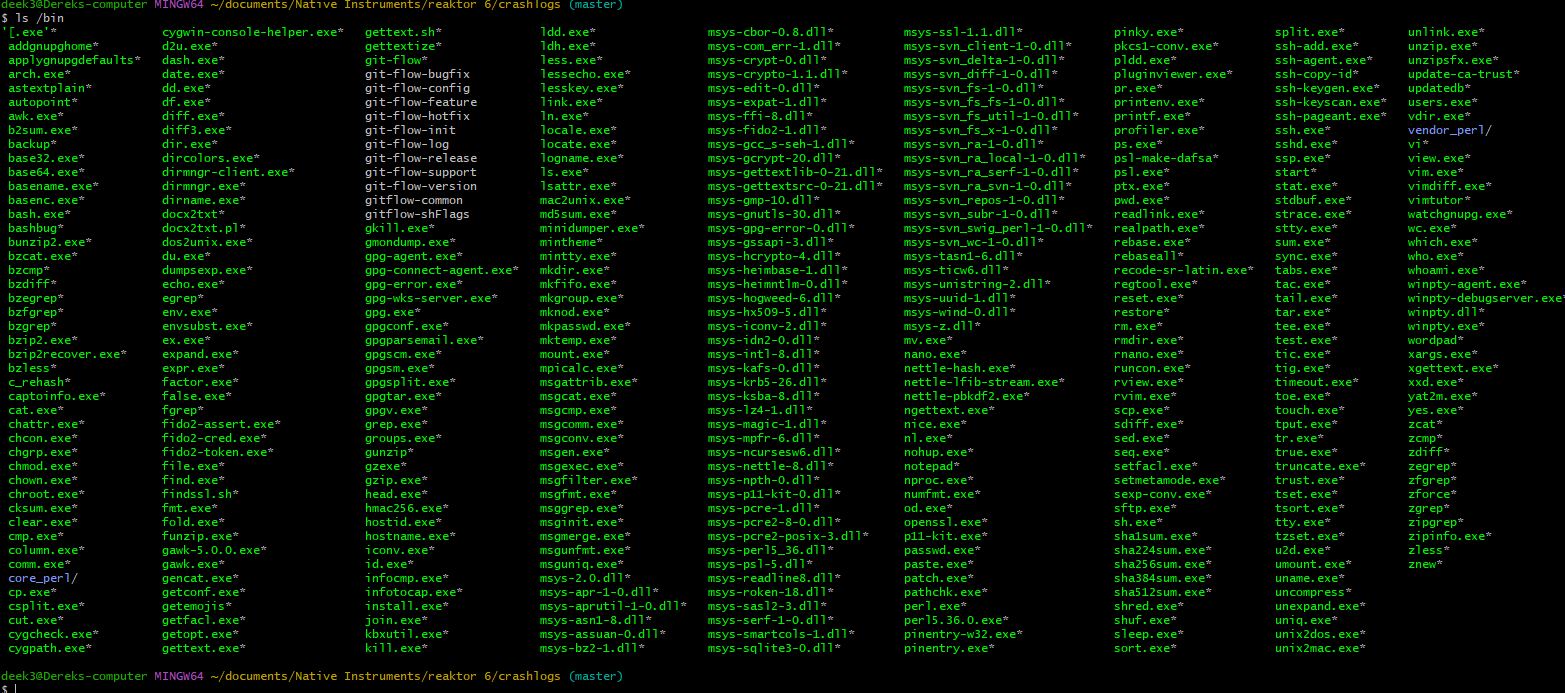 deek3@Dereks-computer MINGW64 ~/documents/Native Instruments/reaktor 6/crashlogs (master)
$ ls /bin
'[.exe'* cygwin-console-helper.exe* gettext.sh* ldd.exe* msys-cbor-0.8.dll* msys-ssl-1.1.dll* pinky.exe* split.exe* unlink.exe*
addgnupghome* d2u.exe* gettextize* ldh.exe* msys-com_err-1.dll* msys-svn_client-1-0.dll* pkcs1-conv.exe* ssh-add.exe* unzip.exe*
applygnupgdefaults* dash.exe* git-flow* less.exe* msys-crypt-0.dll* msys-svn_delta-1-0.dll* pldd.exe* ssh-agent.exe* unzipsfx.exe*
arch.exe* date.exe* git-flow-bugfix lessecho.exe* msys-crypto-1.1.dll* msys-svn_diff-1-0.dll* pluginviewer.exe* ssh-copy-id* update-ca-trust*
astextplain* dd.exe* git-flow-config lesskey.exe* msys-edit-0.dll* msys-svn_fs-1-0.dll* pr.exe* ssh-keygen.exe* updatedb*
autopoint* df.exe* git-flow-feature link.exe* msys-expat-1.dll* msys-svn_fs_fs-1-0.dll* printenv.exe* ssh-keyscan.exe* users.exe*
awk.exe* diff.exe* git-flow-hotfix ln.exe* msys-ffi-8.dll* msys-svn_fs_util-1-0.dll* printf.exe* ssh-pageant.exe* vdir.exe*
b2sum.exe* diff3.exe* git-flow-init locale.exe* msys-fido2-1.dll* msys-svn_fs_x-1-0.dll* profiler.exe* ssh.exe* vendor_perl/
backup* dir.exe* git-flow-log locate.exe* msys-gcc_s-seh-1.dll* msys-svn_ra-1-0.dll* ps.exe* sshd.exe* vi*
base32.exe* dircolors.exe* git-flow-release logname.exe* msys-gcrypt-20.dll* msys-svn_ra_local-1-0.dll* psl-make-dafsa* ssp.exe* view.exe*
base64.exe* dirmngr-client.exe* git-flow-support ls.exe* msys-gettextlib-0-21.dll* msys-svn_ra_serf-1-0.dll* psl.exe* start* vim.exe*
basename.exe* dirmngr.exe* git-flow-version lsattr.exe* msys-gettextsrc-0-21.dll* msys-svn_ra_svn-1-0.dll* ptx.exe* stat.exe* vimdiff.exe*
basenc.exe* dirname.exe* gitflow-common mac2unix.exe* msys-gmp-10.dll* msys-svn_repos-1-0.dll* pwd.exe* stdbuf.exe* vimtutor*
bash.exe* docx2txt* gitflow-shFlags md5sum.exe* msys-gnutls-30.dll* msys-svn_subr-1-0.dll* readlink.exe* strace.exe* watchgnupg.exe*
bashbug* docx2txt.pl* gkill.exe* minidumper.exe* msys-gpg-error-0.dll* msys-svn_swig_perl-1-0.dll* realpath.exe* stty.exe* wc.exe*
bunzip2.exe* dos2unix.exe* gmondump.exe* mintheme* msys-gssapi-3.dll* msys-svn_wc-1-0.dll* rebase.exe* sum.exe* which.exe*
bzcat.exe* du.exe* gpg-agent.exe* mintty.exe* msys-hcrypto-4.dll* msys-tasn1-6.dll* rebaseall* sync.exe* who.exe*
bzcmp* dumpsexp.exe* gpg-connect-agent.exe* mkdir.exe* msys-heimbase-1.dll* msys-ticw6.dll* recode-sr-latin.exe* tabs.exe* whoami.exe*
bzdiff* echo.exe* gpg-error.exe* mkfifo.exe* msys-heimntlm-0.dll* msys-unistring-2.dll* regtool.exe* tac.exe* winpty-agent.exe*
bzegrep* egrep* gpg-wks-server.exe* mkgroup.exe* msys-hogweed-6.dll* msys-uuid-1.dll* reset.exe* tail.exe* winpty-debugserver.exe*
bzfgrep* env.exe* gpg.exe* mknod.exe* msys-hx509-5.dll* msys-wind-0.dll* restore* tar.exe* winpty.dll*
bzgrep* envsubst.exe* gpgconf.exe* mkpasswd.exe* msys-iconv-2.dll* msys-z.dll* rm.exe* tee.exe* winpty.exe*
bzip2.exe* ex.exe* gpgparsemail.exe* mktemp.exe* msys-idn2-0.dll* mv.exe* rmdir.exe* test.exe* wordpad*
bzip2recover.exe* expand.exe* gpgscm.exe* mount.exe* msys-intl-8.dll* nano.exe* rnano.exe* tic.exe* xargs.exe*
bzless* expr.exe* gpgsm.exe* mpicalc.exe* msys-kafs-0.dll* nettle-hash.exe* runcon.exe* tig.exe* xgettext.exe*
c_rehash* factor.exe* gpgsplit.exe* msgattrib.exe* msys-krb5-26.dll* nettle-lfib-stream.exe* rview.exe* timeout.exe* xxd.exe*
captoinfo.exe* false.exe* gpgtar.exe* msgcat.exe* msys-ksba-8.dll* nettle-pbkdf2.exe* rvim.exe* toe.exe* yat2m.exe*
cat.exe* fgrep* gpgv.exe* msgcmp.exe* msys-lz4-1.dll* ngettext.exe* scp.exe* touch.exe* yes.exe*
chattr.exe* fido2-assert.exe* grep.exe* msgcomm.exe* msys-magic-1.dll* nice.exe* sdiff.exe* tput.exe* zcat*
chcon.exe* fido2-cred.exe* groups.exe* msgconv.exe* msys-mpfr-6.dll* nl.exe* sed.exe* tr.exe* zcmp*
chgrp.exe* fido2-token.exe* gunzip* msgen.exe* msys-ncursesw6.dll* nohup.exe* seq.exe* true.exe* zdiff*
chmod.exe* file.exe* gzexe* msgexec.exe* msys-nettle-8.dll* notepad* setfacl.exe* truncate.exe* zegrep*
chown.exe* find.exe* gzip.exe* msgfilter.exe* msys-npth-0.dll* nproc.exe* setmetamode.exe* trust.exe* zfgrep*
chroot.exe* findssl.sh* head.exe* msgfmt.exe* msys-p11-kit-0.dll* numfmt.exe* sexp-conv.exe* tset.exe* zforce*
cksum.exe* fmt.exe* hmac256.exe* msggrep.exe* msys-pcre-1.dll* od.exe* sftp.exe* tsort.exe* zgrep*
clear.exe* fold.exe* hostid.exe* msginit.exe* msys-pcre2-8-0.dll* openssl.exe* sh.exe* tty.exe* zipgrep*
cmp.exe* funzip.exe* hostname.exe* msgmerge.exe* msys-pcre2-posix-3.dll* p11-kit.exe* sha1sum.exe* tzset.exe* zipinfo.exe*
column.exe* gawk-5.0.0.exe* iconv.exe* msgunfmt.exe* msys-perl5_36.dll* passwd.exe* sha224sum.exe* u2d.exe* zless*
comm.exe* gawk.exe* id.exe* msguniq.exe* msys-psl-5.dll* paste.exe* sha256sum.exe* umount.exe* znew*
core_perl/ gencat.exe* infocmp.exe* msys-2.0.dll* msys-readline8.dll* patch.exe* sha384sum.exe* uname.exe*
cp.exe* getconf.exe* infotocap.exe* msys-apr-1-0.dll* msys-roken-18.dll* pathchk.exe* sha512sum.exe* uncompress*
csplit.exe* getemojis* install.exe* msys-aprutil-1-0.dll* msys-sasl2-3.dll* perl.exe* shred.exe* unexpand.exe*
cut.exe* getfacl.exe* join.exe* msys-asn1-8.dll* msys-serf-1-0.dll* perl5.36.0.exe* shuf.exe* uniq.exe*
cygcheck.exe* getopt.exe* kbxutil.exe* msys-assuan-0.dll* msys-smartcols-1.dll* pinentry-w32.exe* sleep.exe* unix2dos.exe*
cygpath.exe* gettext.exe* kill.exe* msys-bz2-1.dll* msys-sqlite3-0.dll* pinentry.exe* sort.exe* unix2mac.exe*
deek3@Dereks-computer MINGW64 ~/documents/Native Instruments/reaktor 6/crashlogs (master)
$